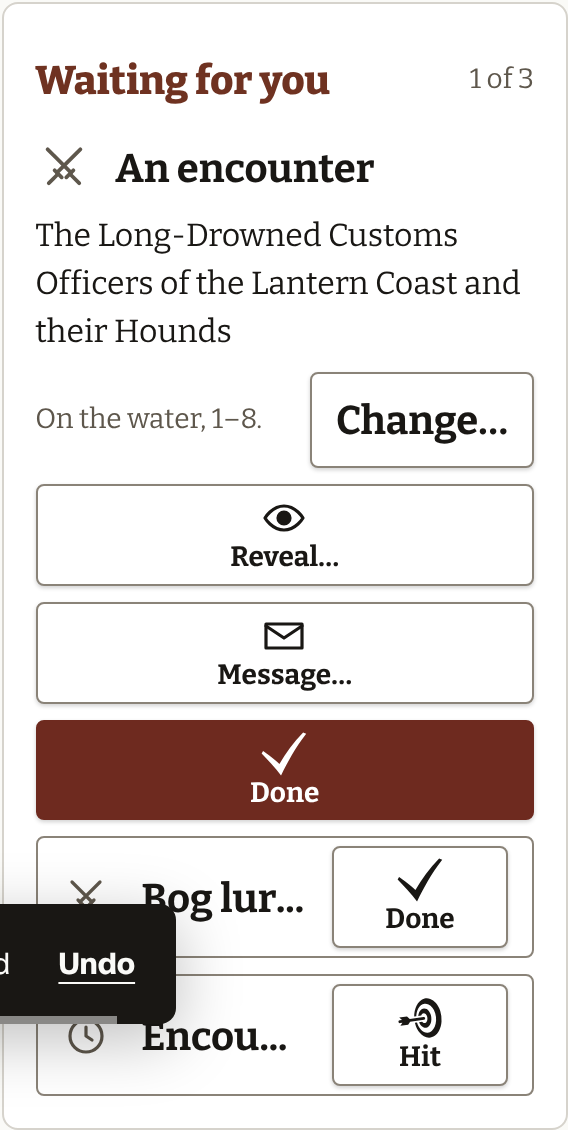 Waiting for you
1 of 3
An encounter
The Long-Drowned Customs
Officers of the Lantern Coast and
their Hounds
On the water, 1–8.
Change...
Reveal...
Message...
Done
Bog lur...
Done
Undo
Encou...
Hit